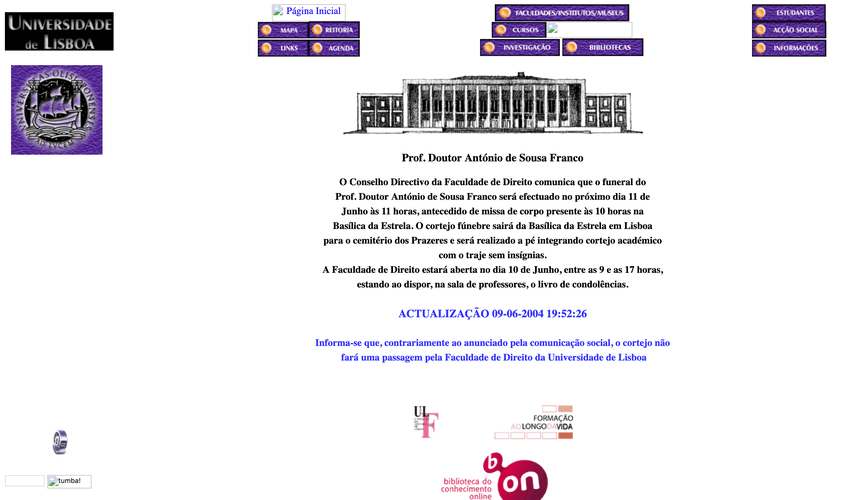 UNIVERSIDADE
DE LISBOA
Página Inicial
MAPA
REITORIA
LINKS
AGENDA
FACULDADES/INSTITUTOS/MUSEUS
CURSOS
INVESTIGAÇÃO
BIBLIOTECAS
ESTUDANTES
ACÇÃO SOCIAL
INFORMAÇÕES
Prof. Doutor António de Sousa Franco
O Conselho Directivo da Faculdade de Direito comunica que o funeral do
Prof. Doutor António de Sousa Franco será efectuado no próximo dia 11 de
Junho às 11 horas, antecedido de missa de corpo presente às 10 horas na
Basílica da Estrela. O cortejo fúnebre sairá da Basílica da Estrela em Lisboa
para o cemitério dos Prazeres e será realizado a pé integrando cortejo académico
com o traje sem insígnias.
A Faculdade de Direito estará aberta no dia 10 de Junho, entre as 9 e as 17 horas,
estando ao dispor, na sala de professores, o livro de condolências.
ACTUALIZAÇÃO 09-06-2004 19:52:26
Informa-se que, contrariamente ao anunciado pela comunicação social, o cortejo não
fará uma passagem pela Faculdade de Direito da Universidade de Lisboa
UL
F
FORMAÇÃO
AO LONGO DA VIDA
tumba!
b-on
biblioteca do
conhecimento
online